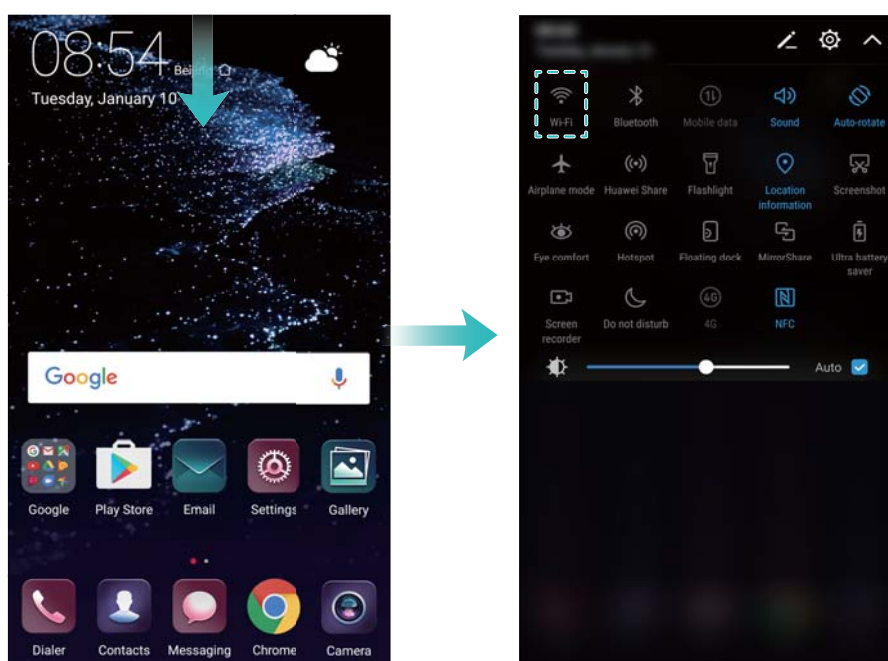 08:54
Beijing
Tuesday, January 10
Google
Google
Play Store
Email
Settings
Gallery
Dialer
Contacts
Messaging
Chrome
Camera
Wi-Fi
Bluetooth
Mobile data
Sound
Auto-rotate
Airplane mode
Huawei Share
Flashlight
Location
information
Screenshot
Eye comfort
Hotspot
Floating dock
MirrorShare
Ultra battery
saver
Screen
recorder
Do not disturb
4G
4G
NFC
Auto